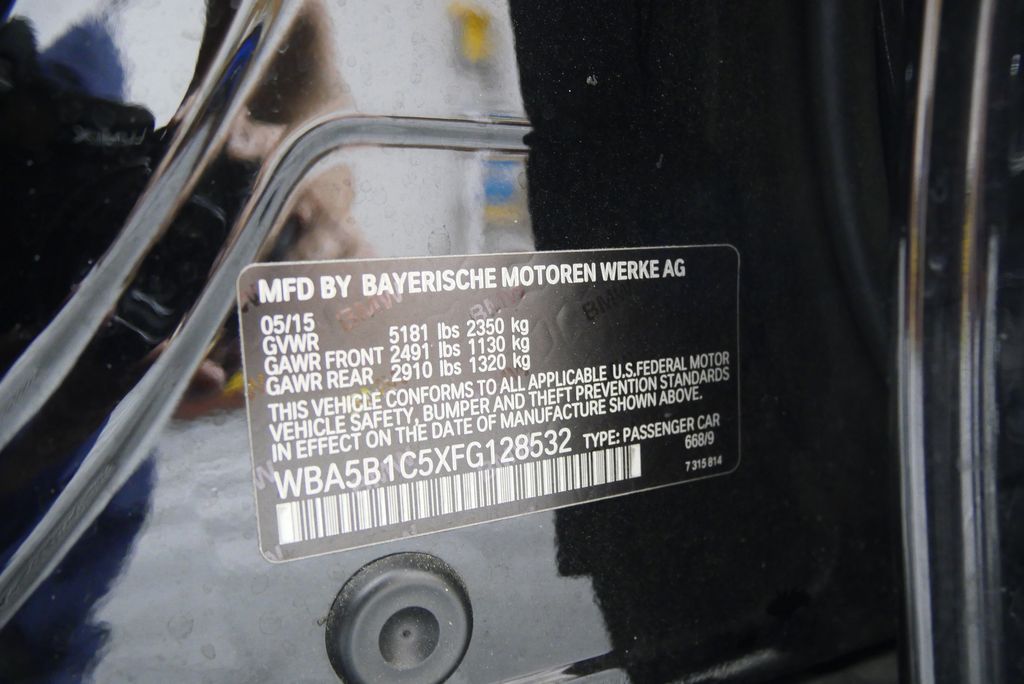 MFD BY BAYERISCHE MOTOREN WERKE AG
05/15
GVWR 5181 lbs 2350 kg
GAWR FRONT 2491 lbs 1130 kg
GAWR REAR 2910 lbs 1320 kg
THIS VEHICLE CONFORMS TO ALL APPLICABLE U.S.FEDERAL MOTOR
VEHICLE SAFETY, BUMPER AND THEFT PREVENTION STANDARDS
IN EFFECT ON THE DATE OF MANUFACTURE SHOWN ABOVE.
WBA5B1C5XFG128532 TYPE: PASSENGER CAR
668/9
7 315 814
BMW BMW BMW